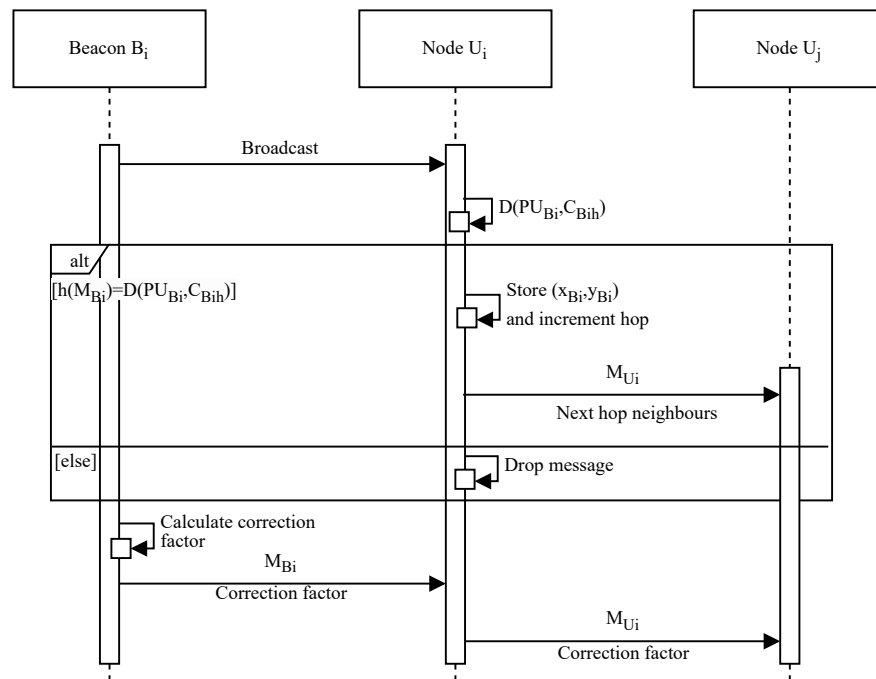 Beacon B_i
Node U_i
Node U_j
Broadcast
D(PU_Bi,C_Bih)
alt
[h(M_Bi)=D(PU_Bi,C_Bih)]
Store (x_Bi,y_Bi)
and increment hop
M_Ui
Next hop neighbours
[else]
Drop message
Calculate correction
factor
M_Bi
Correction factor
M_Ui
Correction factor